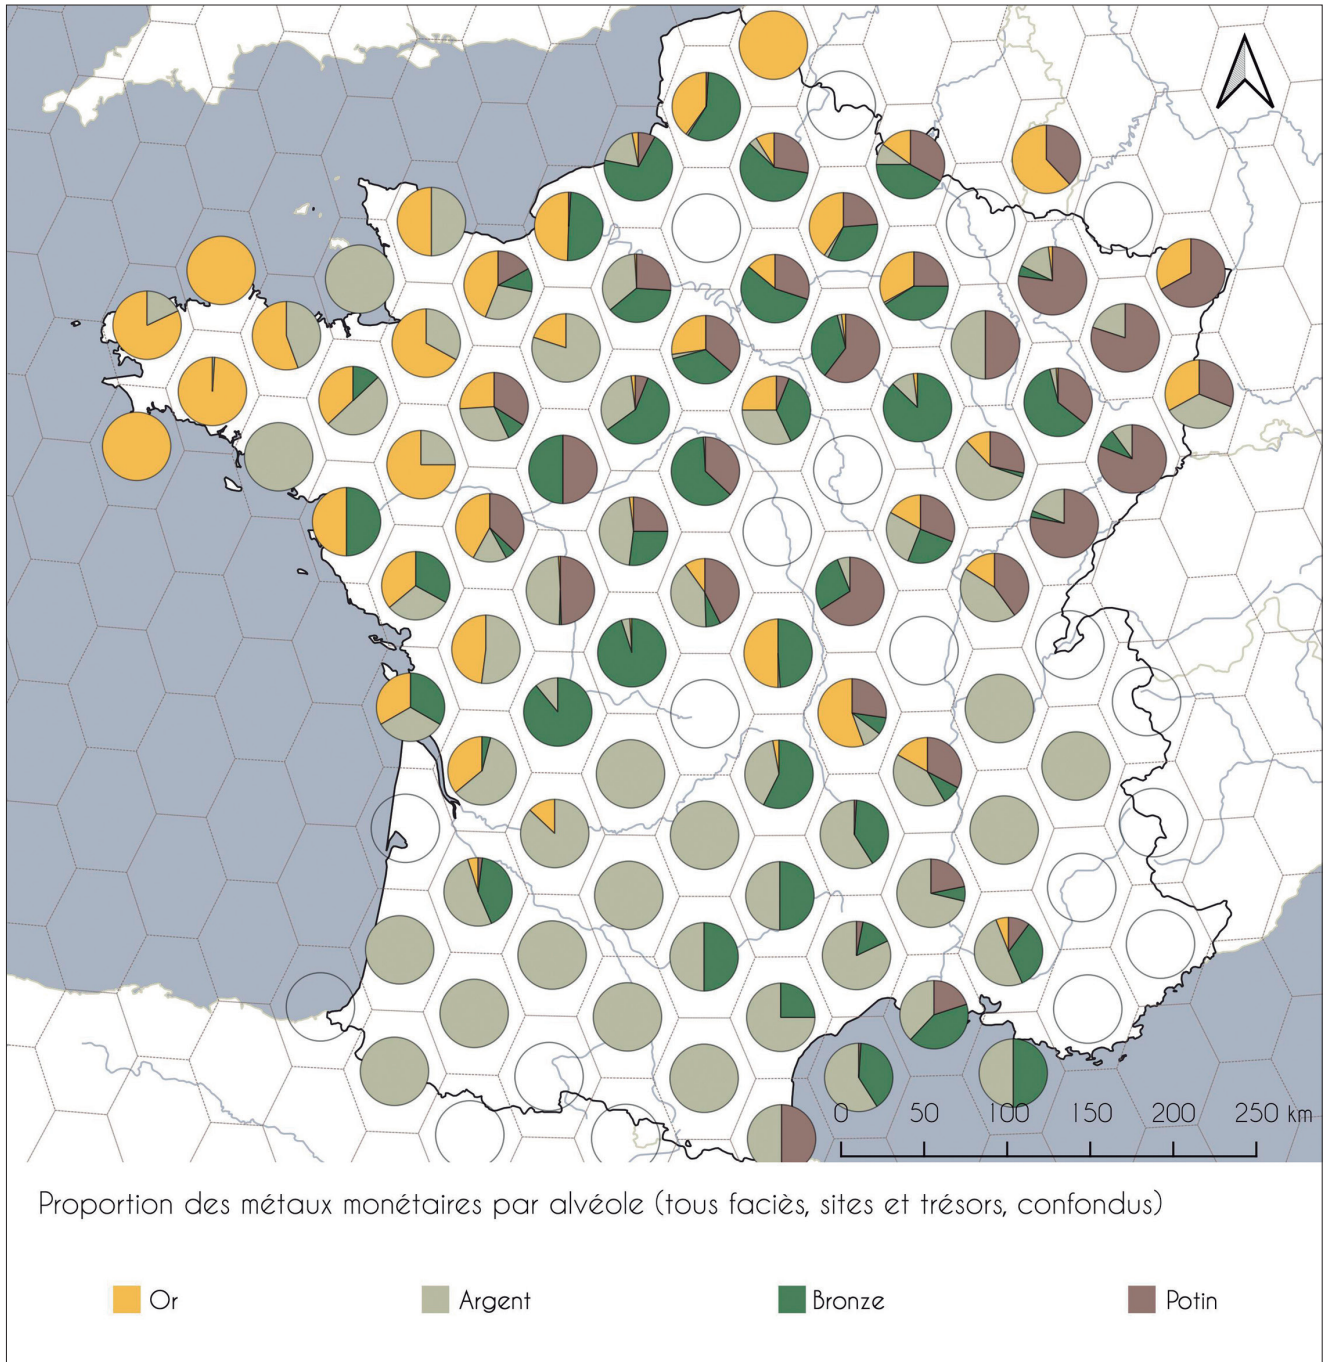 0 50 100 150 200 250 km
Proportion des métaux monétaires par alvéole (tous faciès, sites et trésors, confondus)
Or Argent Bronze Potin